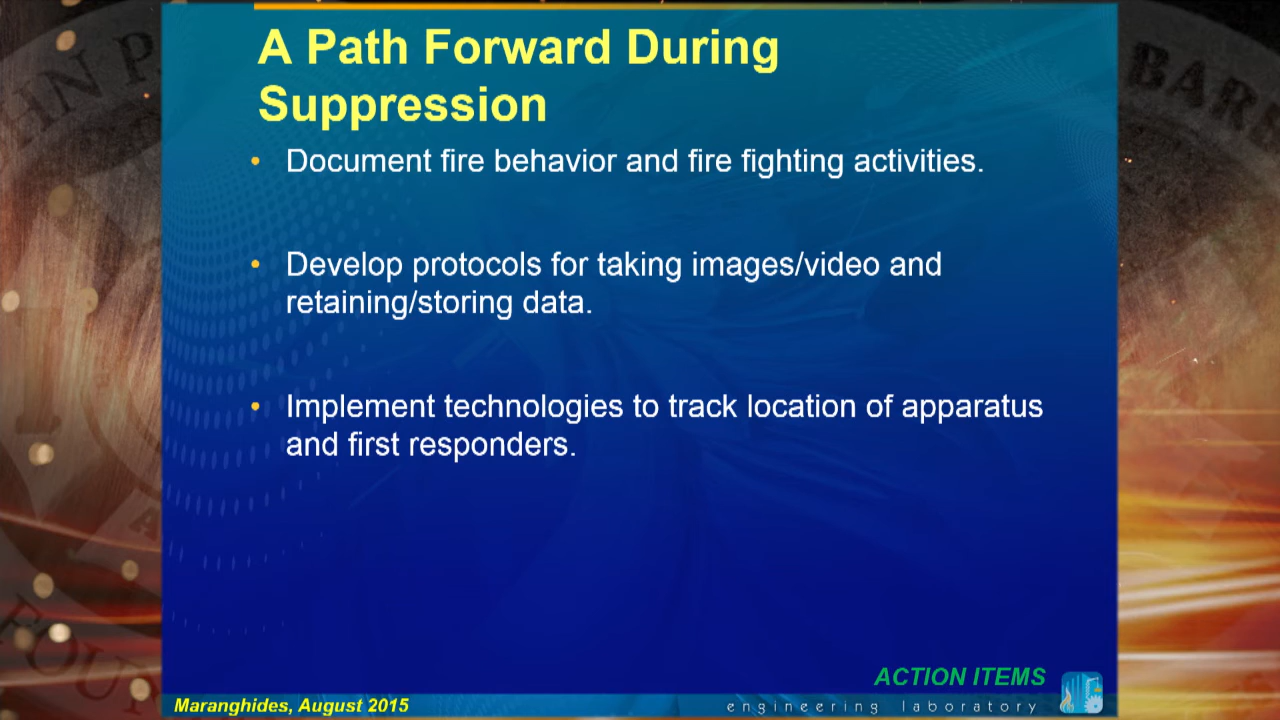 A Path Forward During
Suppression
• Document fire behavior and fire fighting activities.
• Develop protocols for taking images/video and
retaining/storing data.
• Implement technologies to track location of apparatus
and first responders.
ACTION ITEMS
Maranghides, August 2015
engineering laboratory